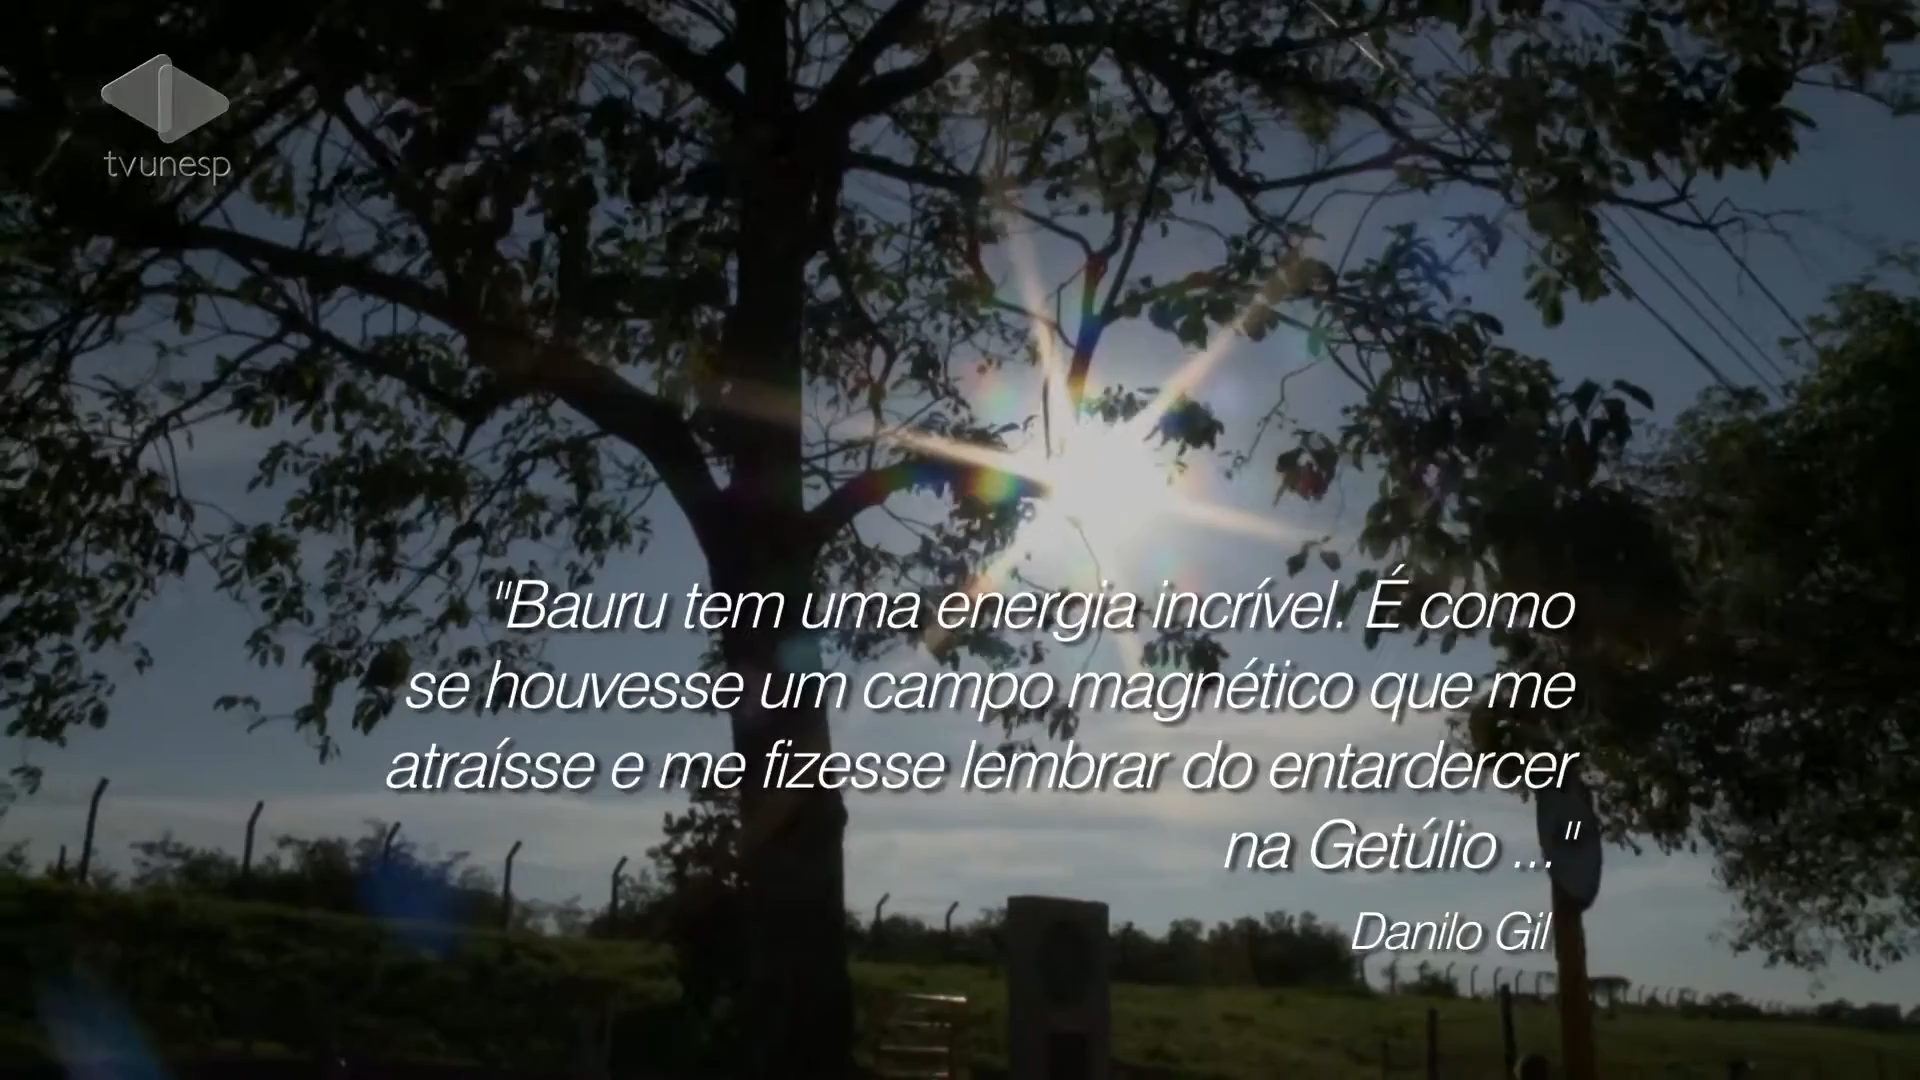 tvunesp
"Bauru tem uma energia incrível. É como
se houvesse um campo magnético que me
atraísse e me fizesse lembrar do entardercer
na Getúlio ..."
Danilo Gil